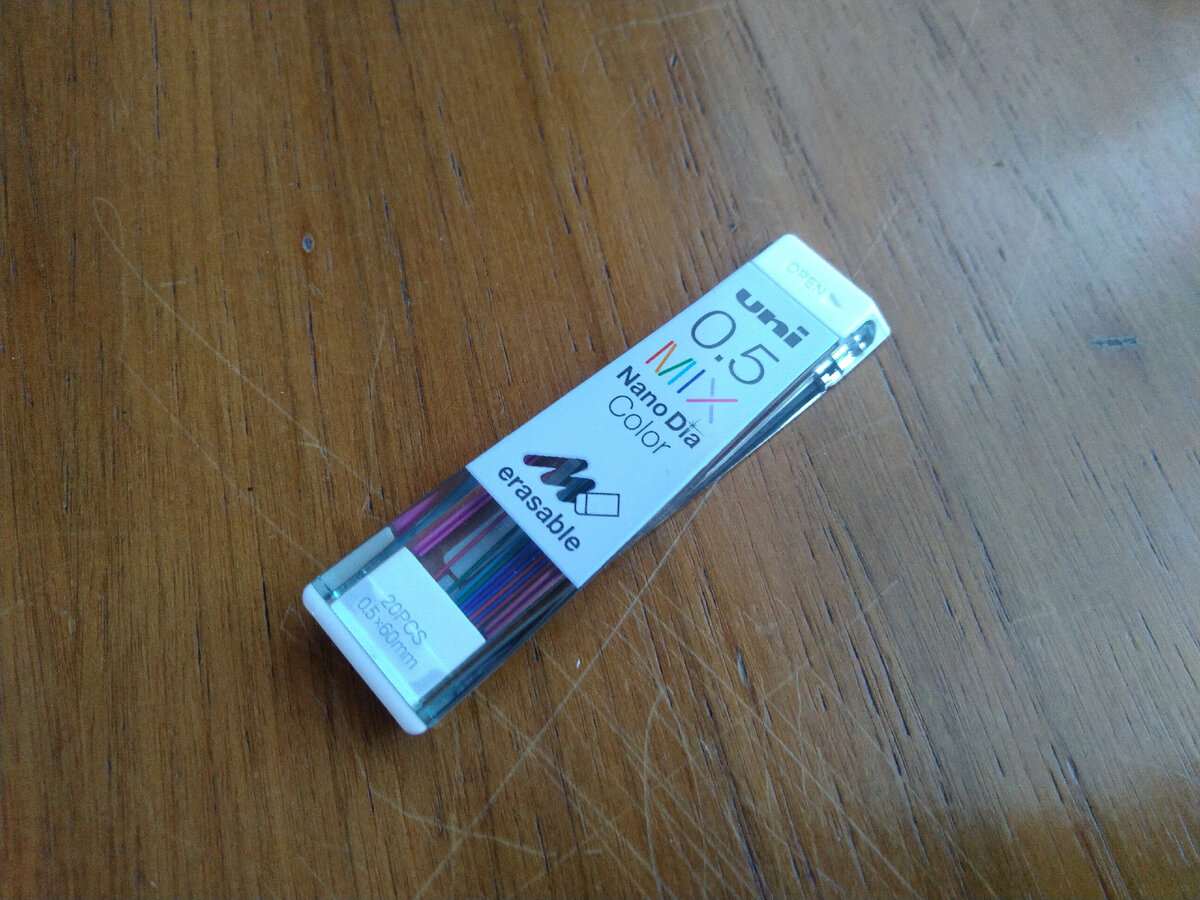 OPEN
uni
0.5
MIX
Nano Dia
Color
erasable
20PCS
0.5×60mm